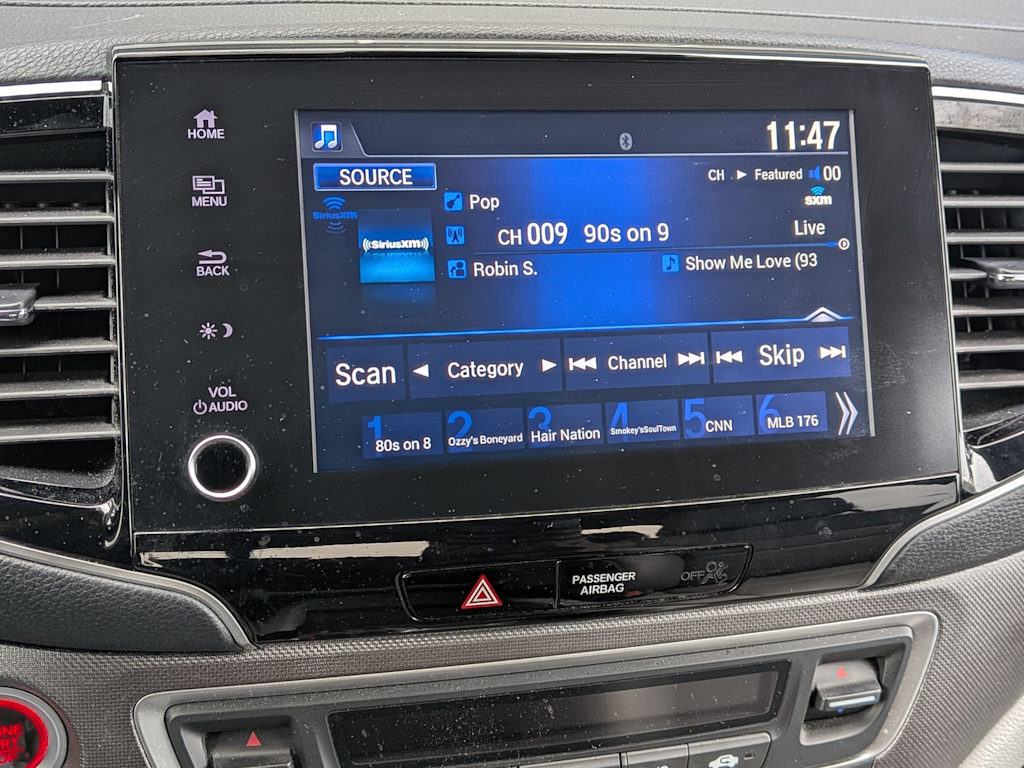 HOME
MENU
BACK
VOL
AUDIO
11:47
SOURCE
CH ► Featured 00
SiriusXM
sxm
Pop
((SiriusXM))
CH 009 90s on 9
Live
Robin S.
Show Me Love (93
Scan
Category
Channel
Skip
1 80s on 8
2 Ozzy's Boneyard
3 Hair Nation
4 Smokey'sSoulTown
5 CNN
6 MLB 176
PASSENGER
AIRBAG
OFF